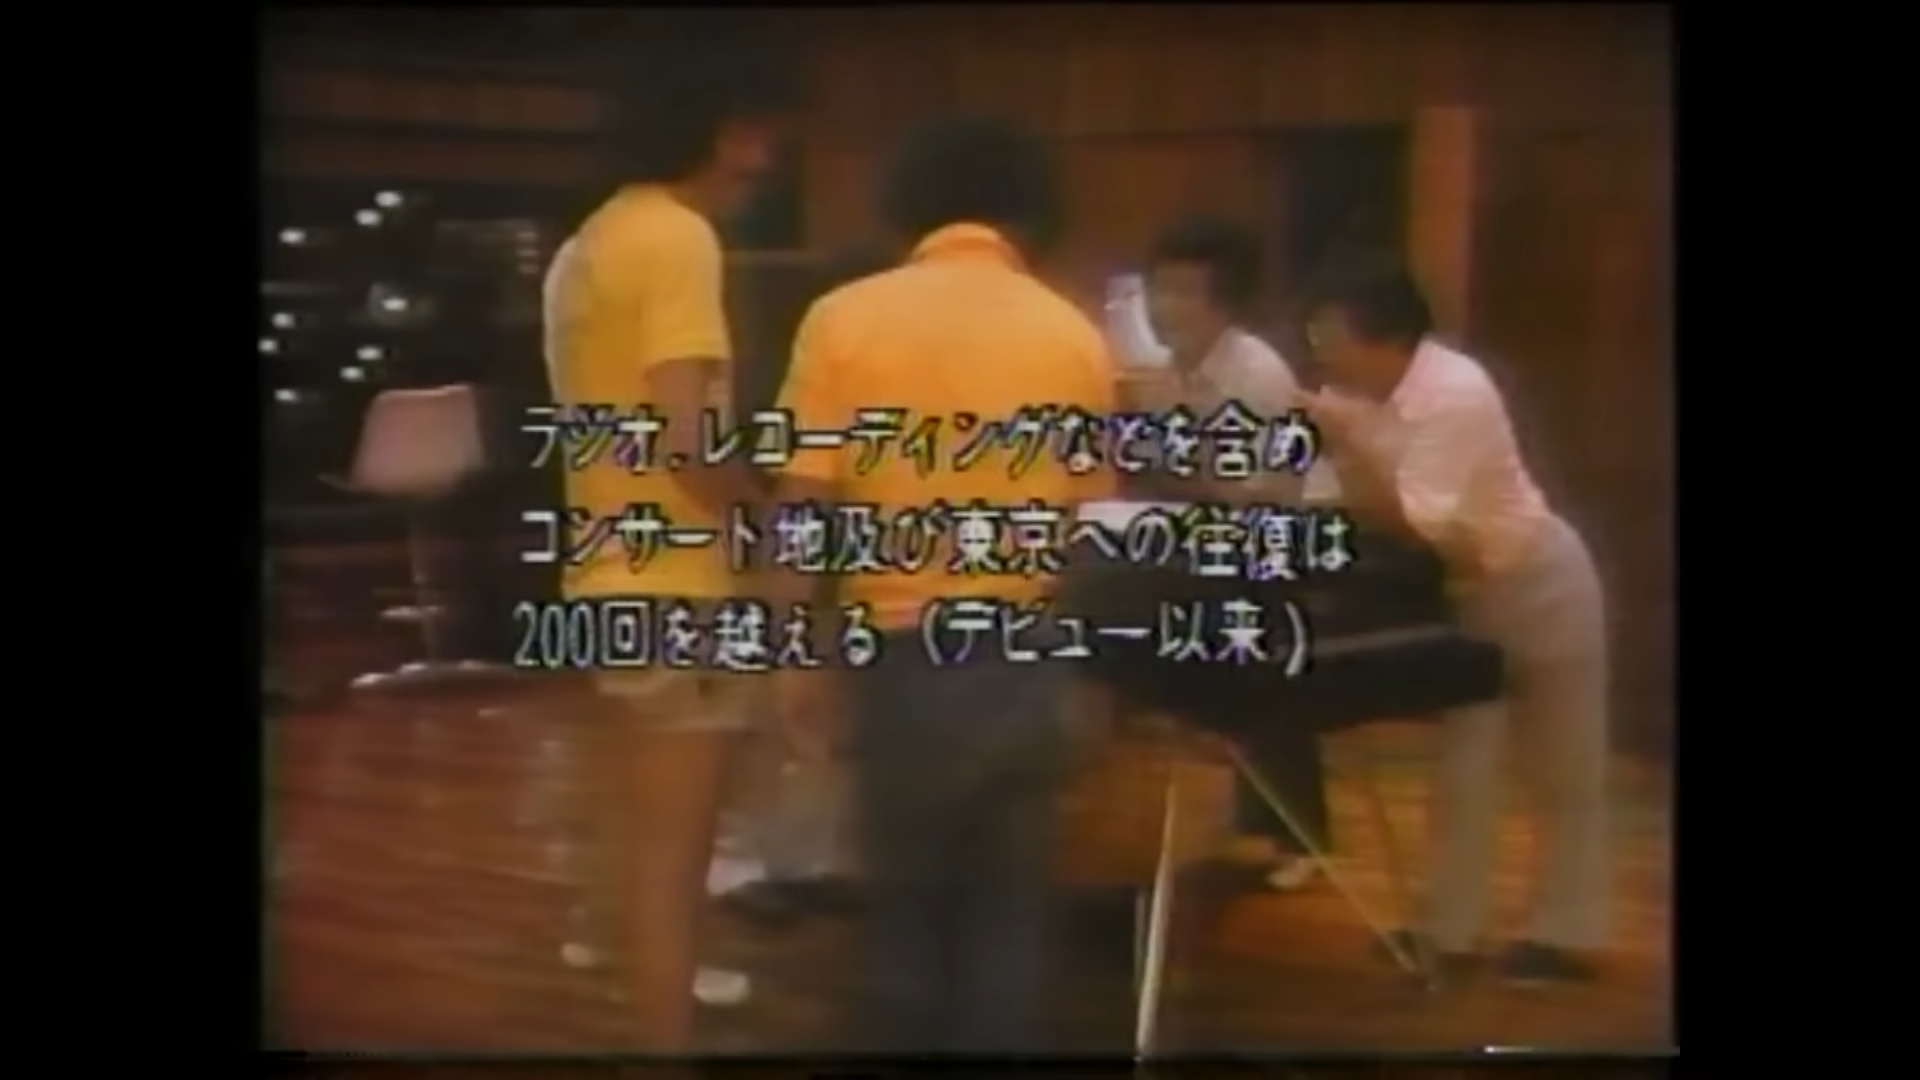 ラジオ、レコーディングなどを含め
コンサート地及び東京への往復は
200回を越える（デビュー以来）